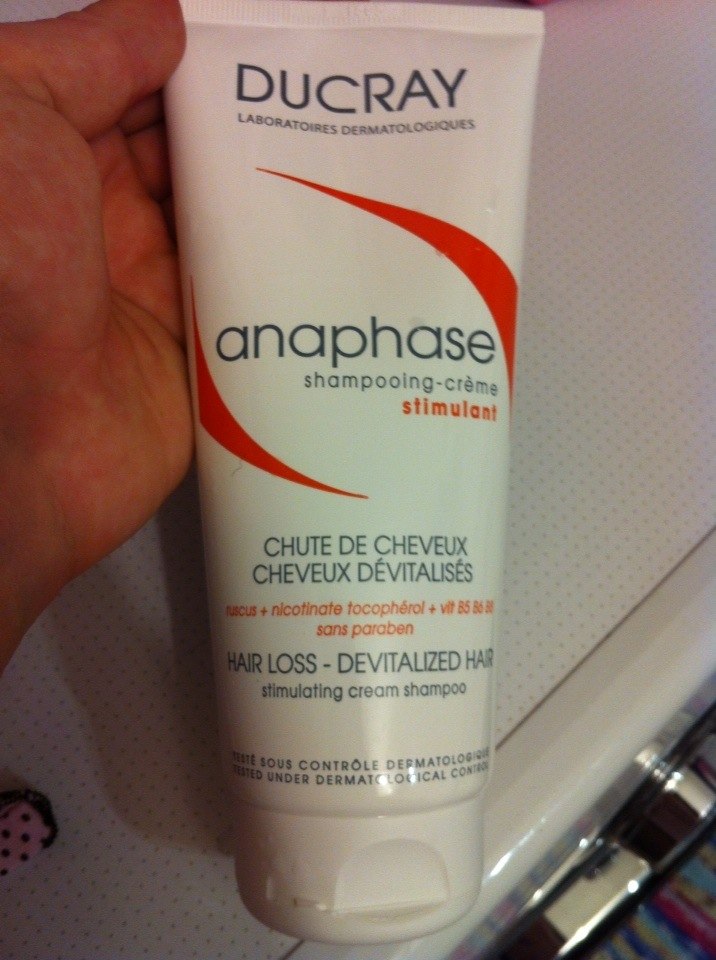 DUCRAY
LABORATOIRES DERMATOLOGIQUES
anaphase
shampooing-crème
stimulant
CHUTE DE CHEVEUX
CHEVEUX DÉVITALISÉS
ruscus + nicotinate tocophérol + vit B5 B6 B8
sans paraben
HAIR LOSS - DEVITALIZED HAIR
stimulating cream shampoo
TESTÉ SOUS CONTRÔLE DERMATOLOGIQUE
TESTED UNDER DERMATOLOGICAL CONTROL